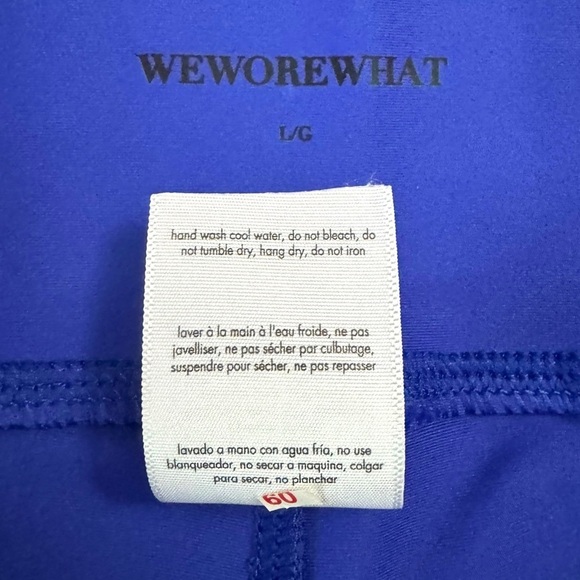 WEWOREWHAT
L/G
hand wash cool water, do not bleach, do
not tumble dry, hang dry, do not iron
laver à la main à l'eau froide, ne pas
javelliser, ne pas sécher par culbutage,
suspendre pour sécher, ne pas repasser
lavado a mano con agua fría, no use
blanqueador, no secar a maquina, colgar
para secar, no planchar
60